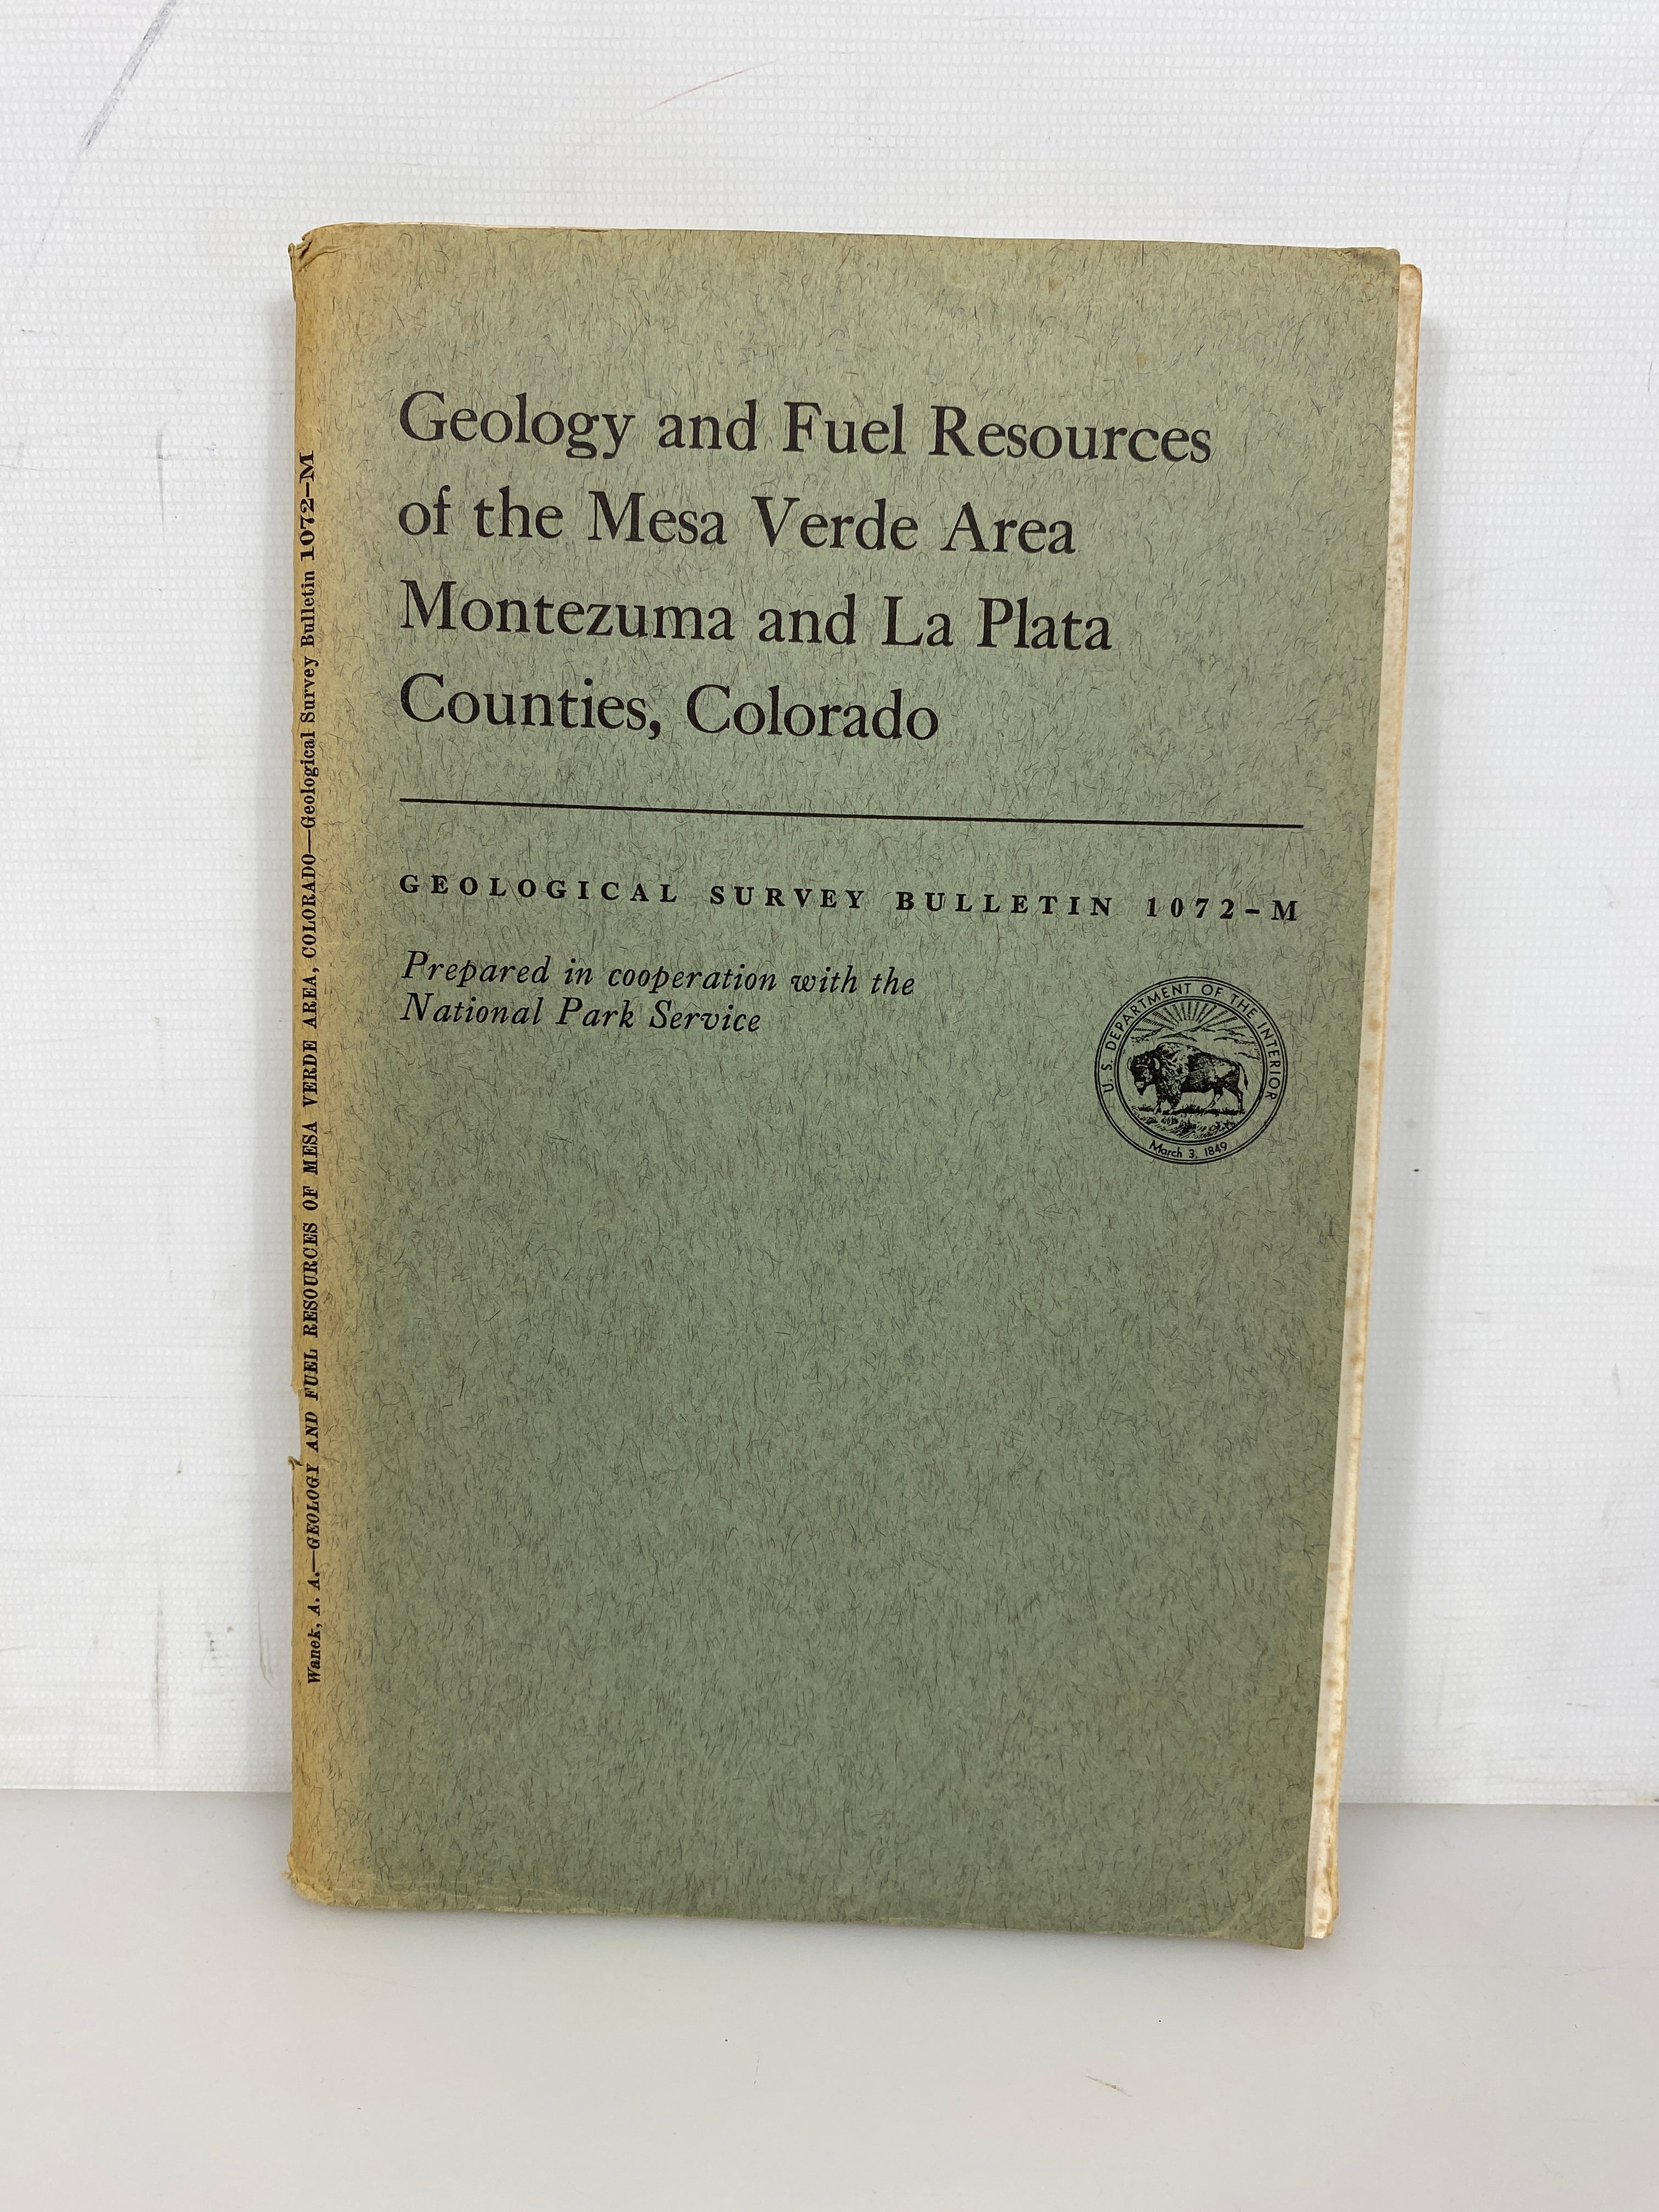 Geology and Fuel Resources
of the Mesa Verde Area
Montezuma and La Plata
Counties, Colorado
GEOLOGICAL SURVEY BULLETIN 1072-M
Prepared in cooperation with the
National Park Service
U. S. DEPARTMENT OF THE INTERIOR
March 3, 1849
Wanek, A. A.—GEOLOGY AND FUEL RESOURCES OF MESA VERDE AREA, COLORADO—Geological Survey Bulletin 1072-M